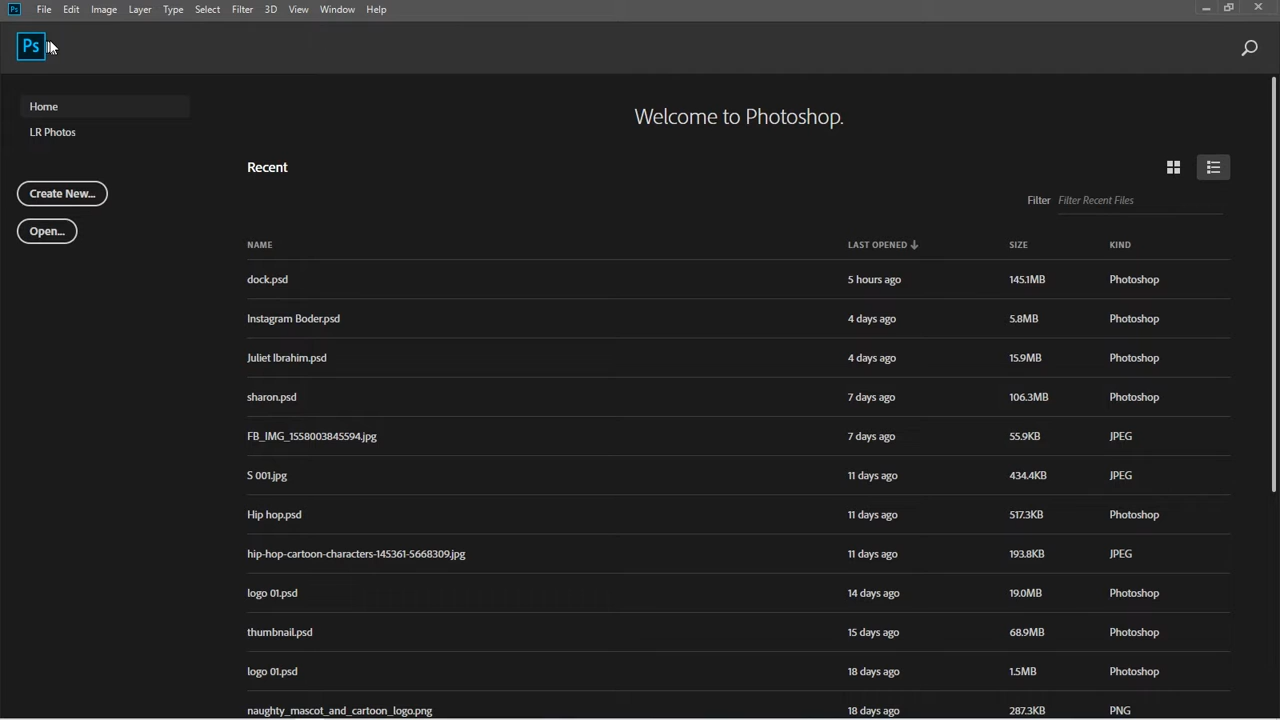 Ps File Edit Image Layer Type Select Filter 3D View Window Help
Ps
Home
LR Photos
Create New...
Open...
Welcome to Photoshop.
Recent
Filter Filter Recent Files
NAME LAST OPENED SIZE KIND
dock.psd 5 hours ago 145.1MB Photoshop
Instagram Boder.psd 4 days ago 5.8MB Photoshop
Juliet Ibrahim.psd 4 days ago 15.9MB Photoshop
sharon.psd 7 days ago 106.3MB Photoshop
FB_IMG_1558003845594.jpg 7 days ago 55.9KB JPEG
S 001.jpg 11 days ago 434.4KB JPEG
Hip hop.psd 11 days ago 517.3KB Photoshop
hip-hop-cartoon-characters-145361-5668309.jpg 11 days ago 193.8KB JPEG
logo 01.psd 14 days ago 19.0MB Photoshop
thumbnail.psd 15 days ago 68.9MB Photoshop
logo 01.psd 18 days ago 1.5MB Photoshop
naughty_mascot_and_cartoon_logo.png 18 days ago 287.3KB PNG